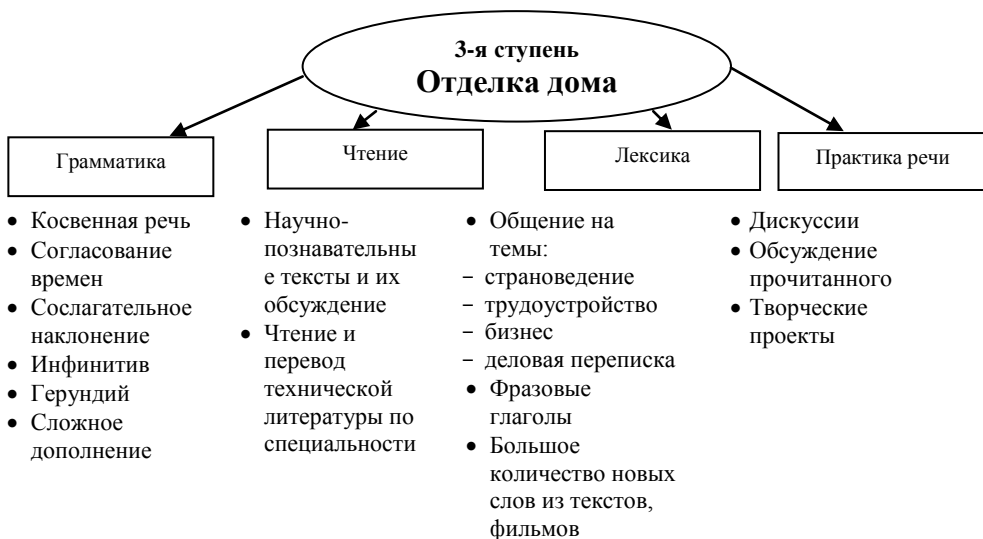 3-я ступень
Отделка дома
Грамматика
Чтение
Лексика
Практика речи
• Косвенная речь
• Согласование
времен
• Сослагательное
наклонение
• Инфинитив
• Герундий
• Сложное
дополнение
• Научно-
познавательны
е тексты и их
обсуждение
• Чтение и
перевод
технической
литературы по
специальности
• Общение на
темы:
− страноведение
− трудоустройство
− бизнес
− деловая переписка
• Фразовые
глаголы
• Большое
количество новых
слов из текстов,
фильмов
• Дискуссии
• Обсуждение
прочитанного
• Творческие
проекты